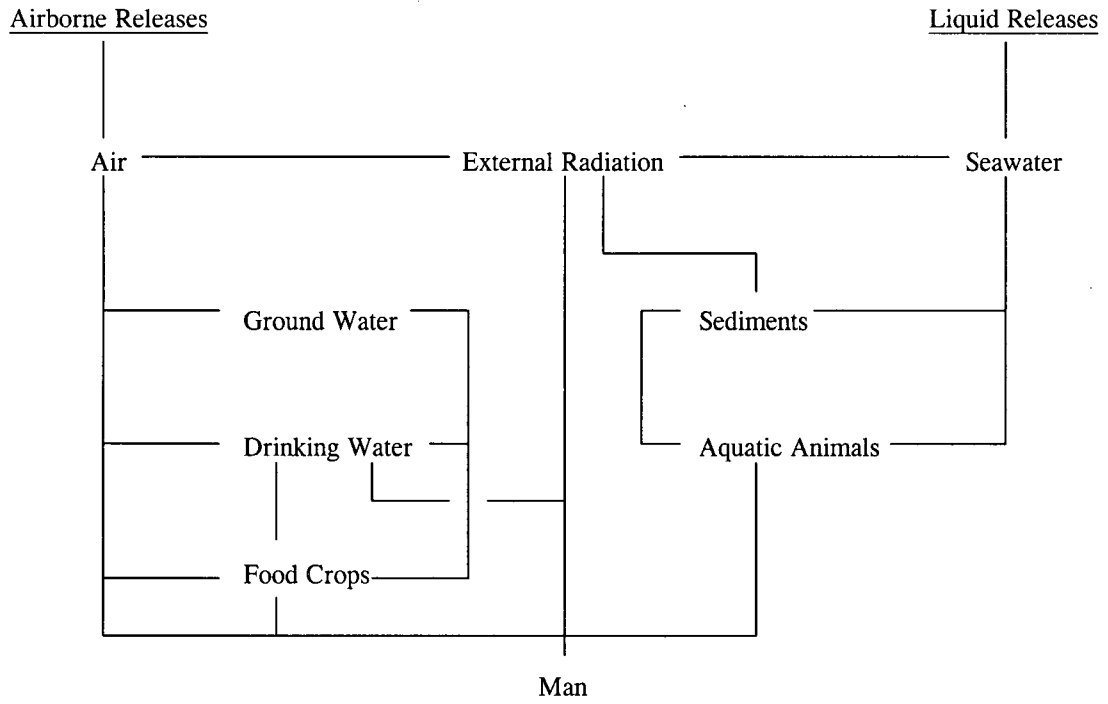 Airborne Releases
Liquid Releases
Air
External Radiation
Seawater
Ground Water
Sediments
Drinking Water
Aquatic Animals
Food Crops
Man